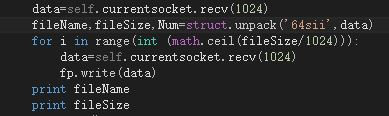 data=self.currentsocket.recv(1024)
fileName,fileSize,Num=struct.unpack('64sii',data)
for i in range(int (math.ceil(fileSize/1024))):
    data=self.currentsocket.recv(1024)
    fp.write(data)
print fileName
print fileSize